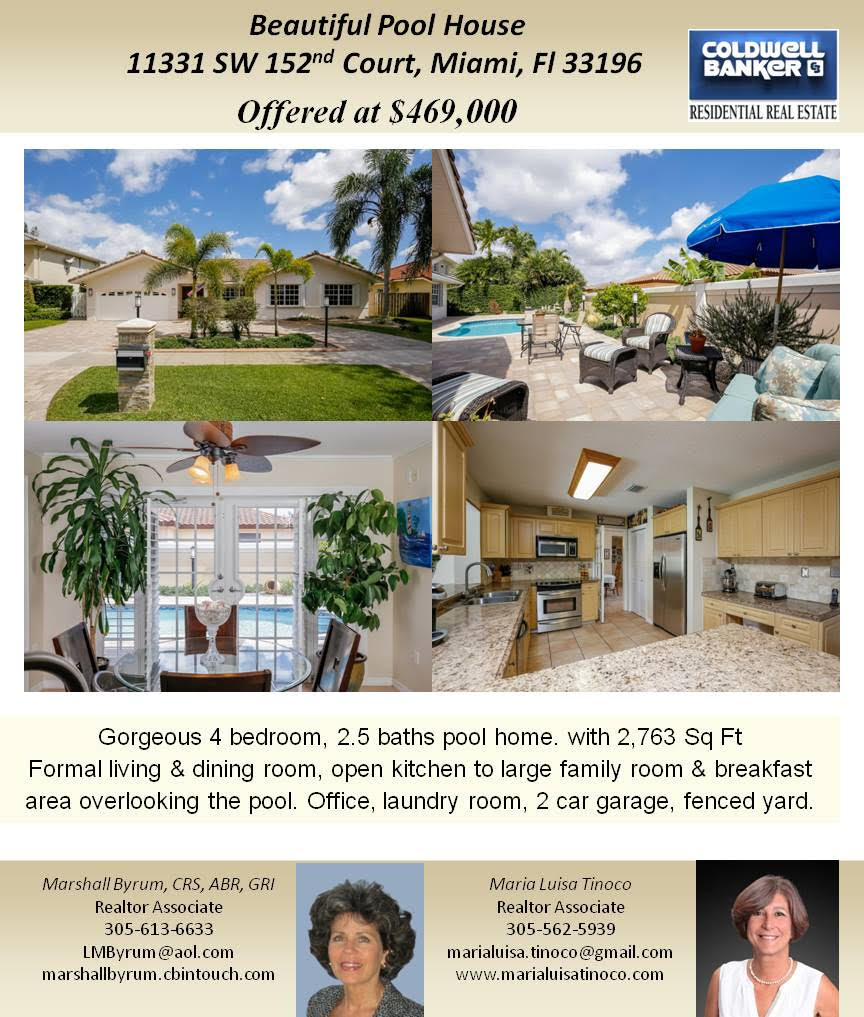 Beautiful Pool House
11331 SW 152nd Court, Miami, Fl 33196
Offered at $469,000
COLDWELL
BANKER CB
RESIDENTIAL REAL ESTATE
Gorgeous 4 bedroom, 2.5 baths pool home. with 2,763 Sq Ft
Formal living & dining room, open kitchen to large family room & breakfast
area overlooking the pool. Office, laundry room, 2 car garage, fenced yard.
Marshall Byrum, CRS, ABR, GRI
Realtor Associate
305-613-6633
LMByrum@aol.com
marshallbyrum.cbintouch.com
Maria Luisa Tinoco
Realtor Associate
305-562-5939
marialuisa.tinoco@gmail.com
www.marialuisatinoco.com